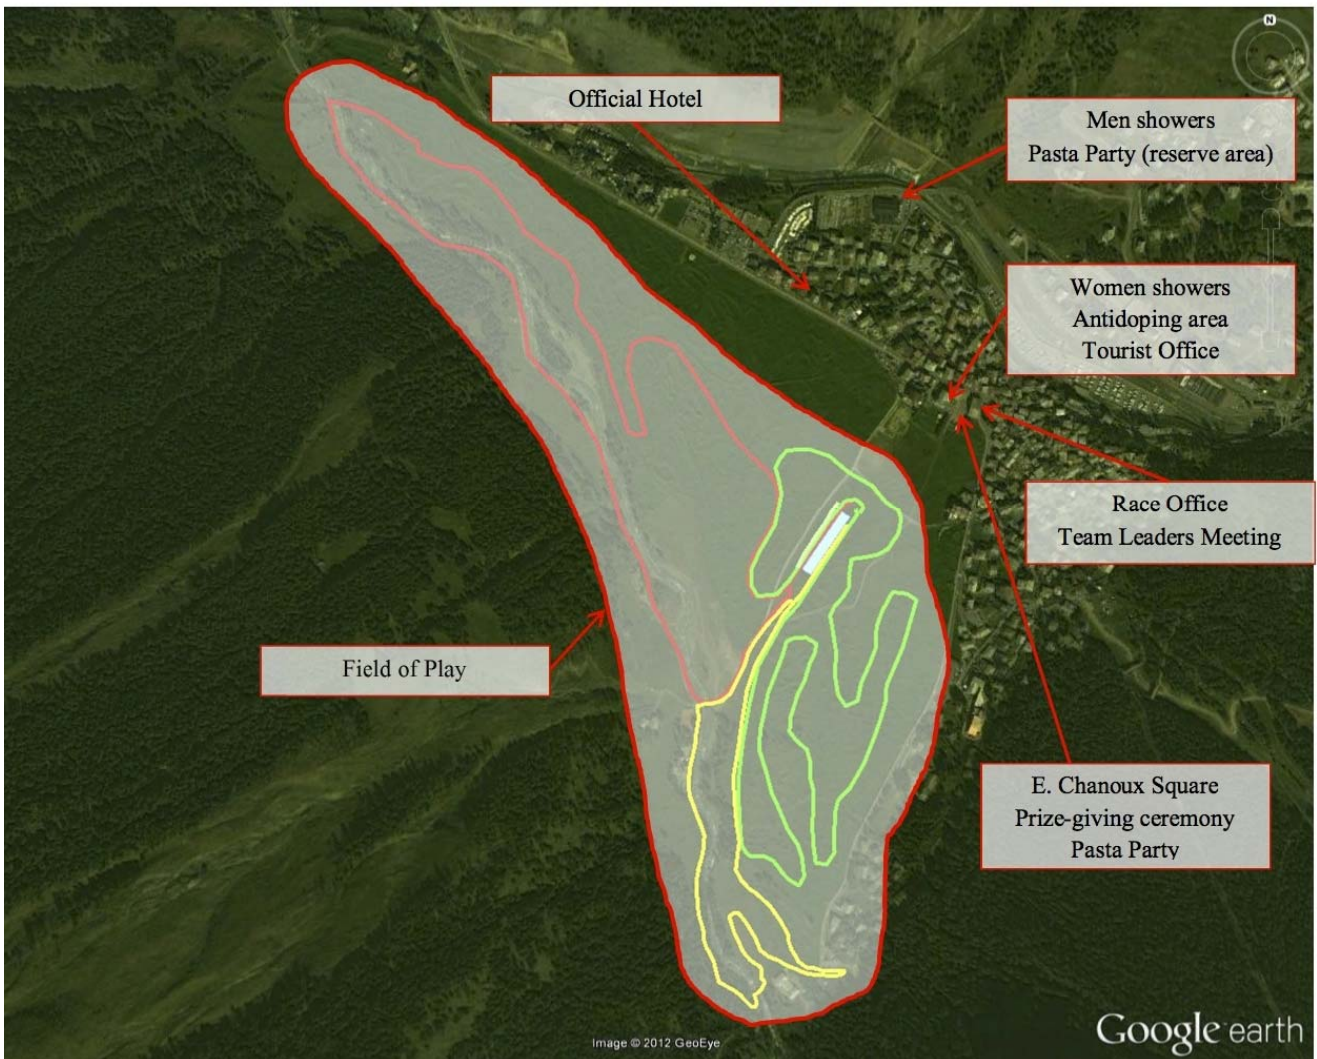 N
Official Hotel
Men showers
Pasta Party (reserve area)
Women showers
Antidoping area
Tourist Office
Race Office
Team Leaders Meeting
Field of Play
E. Chanoux Square
Prize-giving ceremony
Pasta Party
Image © 2012 GeoEye
Google earth